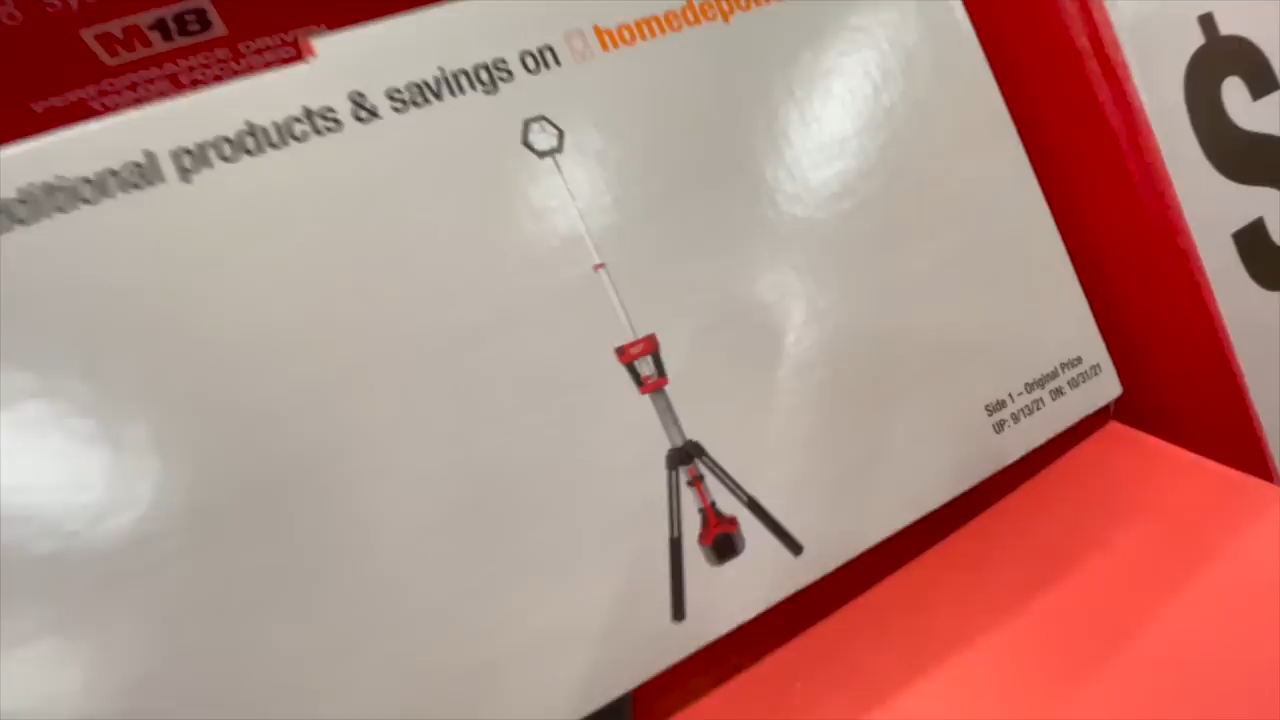 M18
PERFORMANCE DRIVEN
TRADE FOCUSED
products & savings on
Side 1 – Original Price
UP: 9/13/21 DN: 10/31/21
$